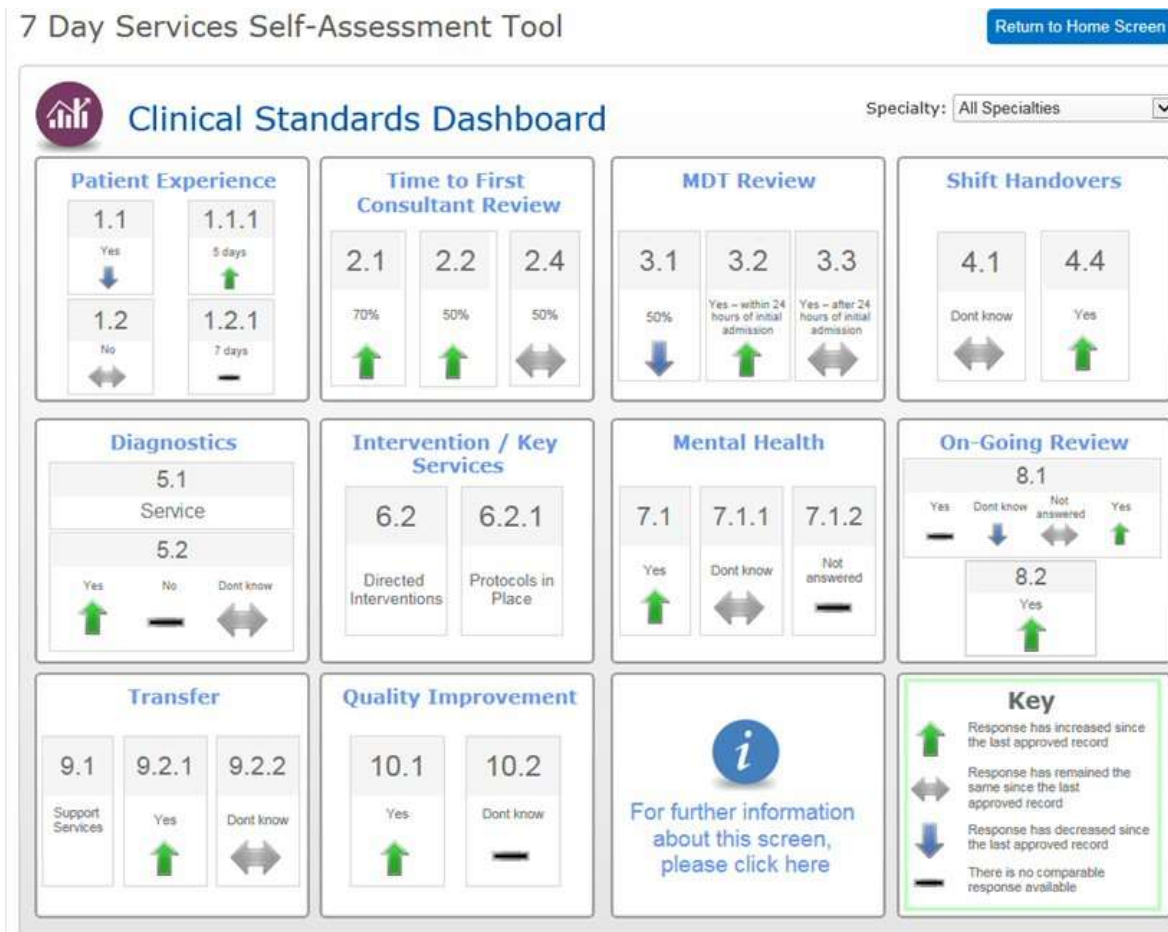 7 Day Services Self-Assessment Tool
Return to Home Screen
Clinical Standards Dashboard
Specialty: All Specialties
Patient Experience
1.1
Yes
1.1.1
5 days
1.2
No
1.2.1
7 days
Time to First
Consultant Review
2.1
70%
2.2
50%
2.4
50%
MDT Review
3.1
50%
3.2
Yes – within 24
hours of initial
admission
3.3
Yes – after 24
hours of initial
admission
Shift Handovers
4.1
Dont know
4.4
Yes
Diagnostics
5.1
Service
5.2
Yes No Dont know
Intervention / Key
Services
6.2
Directed
Interventions
6.2.1
Protocols in
Place
Mental Health
7.1
Yes
7.1.1
Dont know
7.1.2
Not
answered
On-Going Review
8.1
Yes
Dont know
Not
answered
Yes
8.2
Yes
Transfer
9.1
Support
Services
9.2.1
Yes
9.2.2
Dont know
Quality Improvement
10.1
Yes
10.2
Dont know
i
For further information
about this screen,
please click here
Key
Response has increased since
the last approved record
Response has remained the
same since the last
approved record
Response has decreased since
the last approved record
There is no comparable
response available